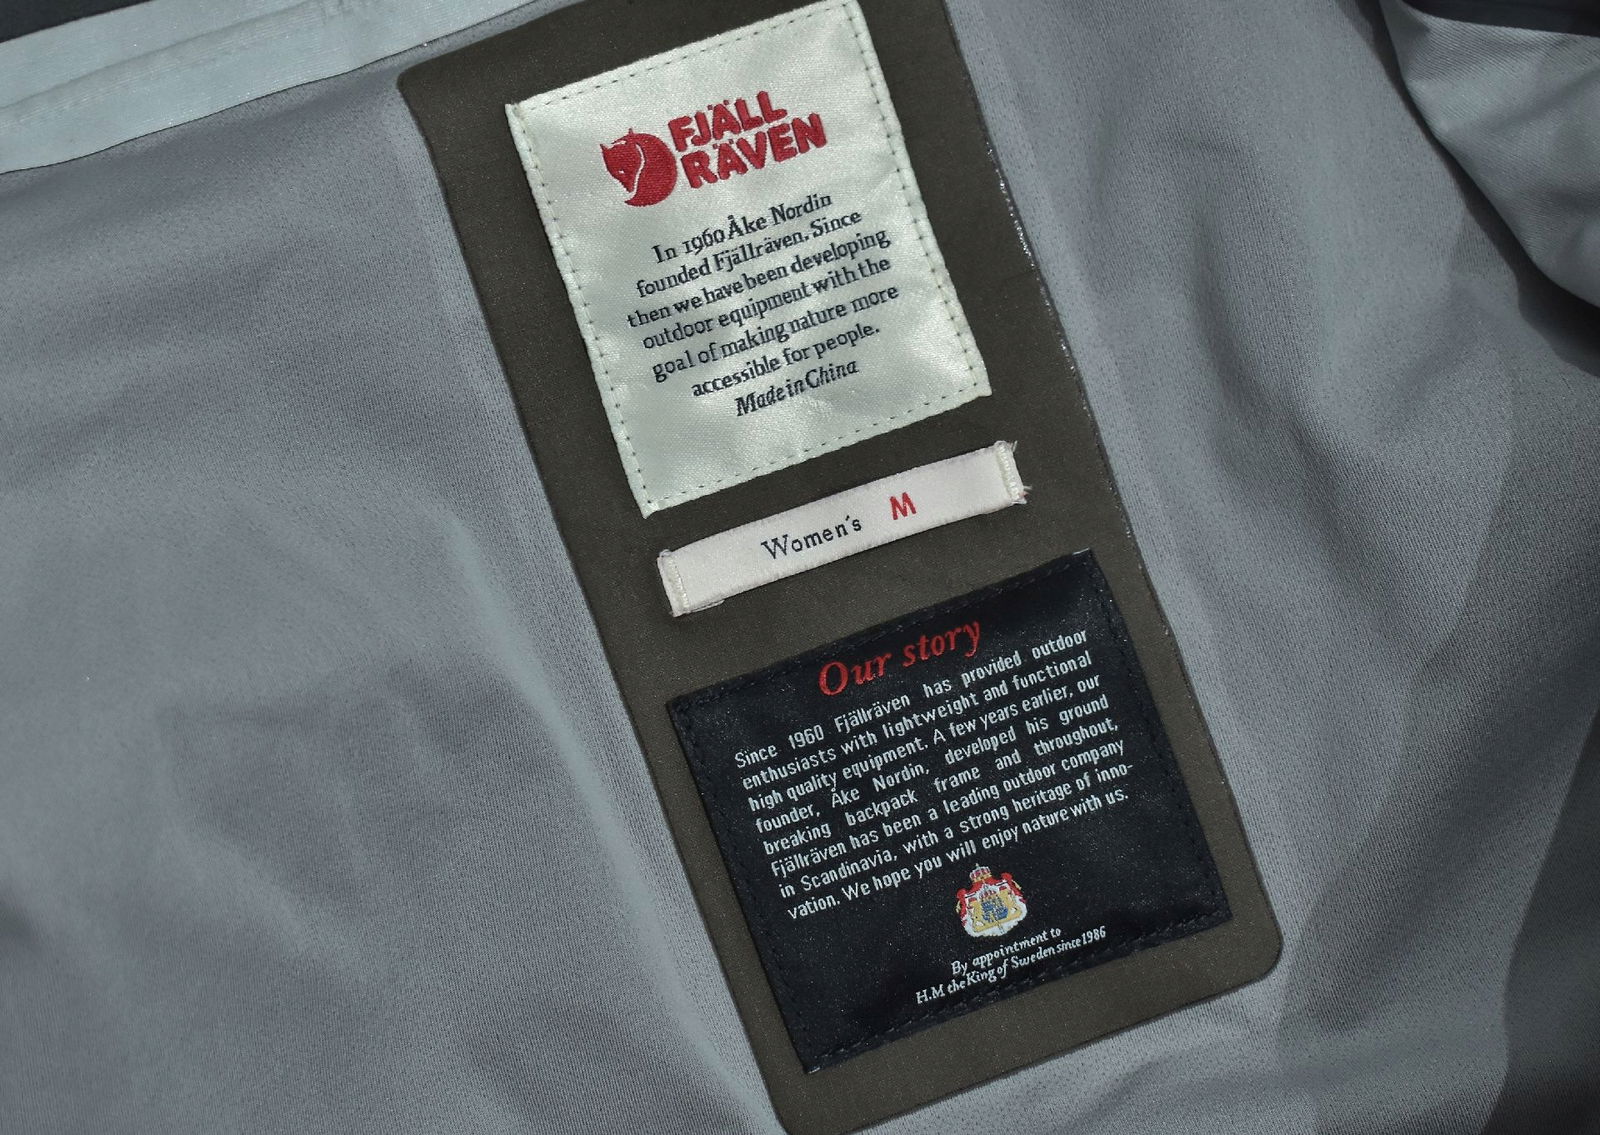 FJÄLL
RÄVEN
In 1960 Åke Nordin
founded Fjällräven. Since
then we have been developing
outdoor equipment with the
goal of making nature more
accessible for people.
Made in China
Women's M
Our story
Since 1960 Fjällräven has provided outdoor
enthusiasts with lightweight and functional
high quality equipment. A few years earlier, our
founder, Åke Nordin, developed his ground
breaking backpack frame and throughout,
Fjällräven has been a leading outdoor company
in Scandinavia, with a strong heritage of inno-
vation. We hope you will enjoy nature with us.
By appointment to
H.M the King of Sweden since 1986